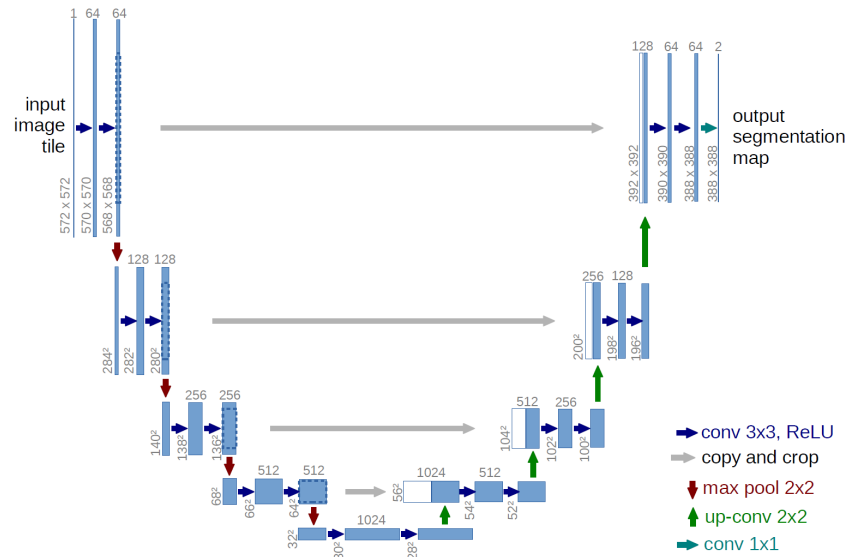 1 64 64
input
image
tile
572 x 572
570 x 570
568 x 568
128 64 64 2
output
segmentation
map
392 x 392
390 x 390
388 x 388
388 x 388
128 128
284²
282²
280²
256 128
200²
198²
196²
256 256
140²
138²
136²
512 256
104²
102²
100²
512 512
68²
66²
64²
1024 512
56²
54²
52²
1024
32²
30²
28²
conv 3x3, ReLU
copy and crop
max pool 2x2
up-conv 2x2
conv 1x1